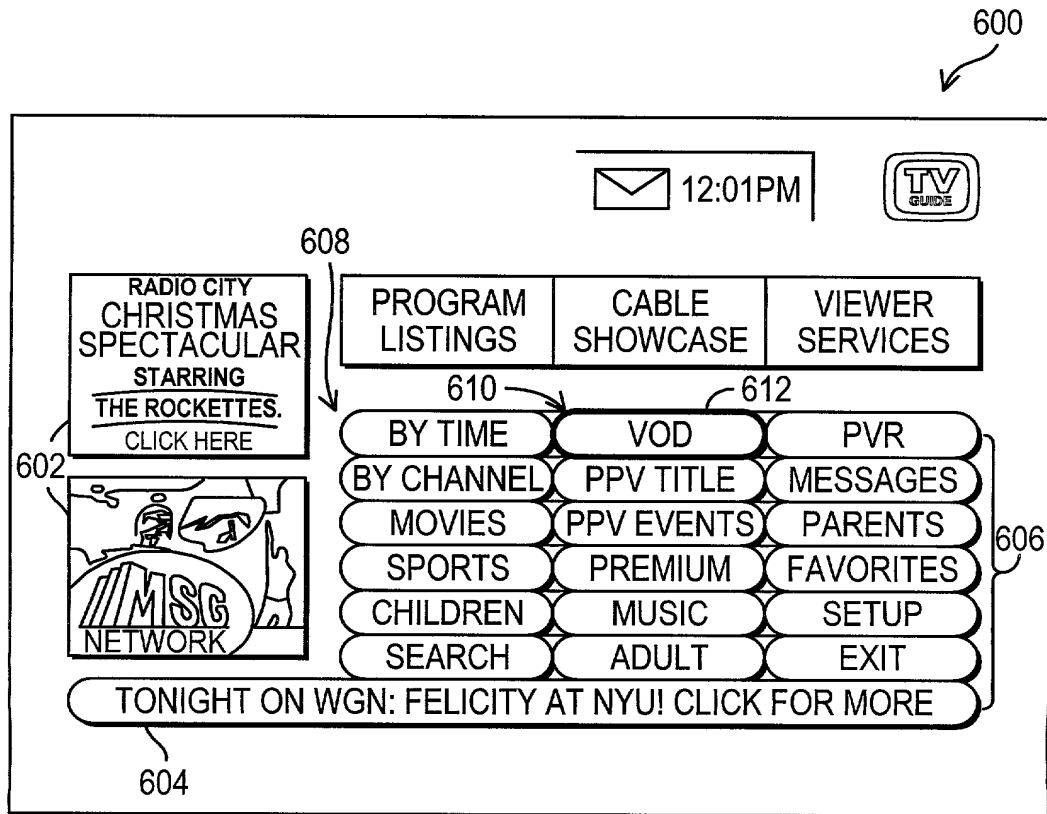 600
12:01PM
TV
GUIDE
608
RADIO CITY
CHRISTMAS
SPECTACULAR
STARRING
THE ROCKETTES.
CLICK HERE
PROGRAM
LISTINGS
CABLE
SHOWCASE
VIEWER
SERVICES
610
612
602
BY TIME
VOD
PVR
BY CHANNEL
PPV TITLE
MESSAGES
MOVIES
PPV EVENTS
PARENTS
606
SPORTS
PREMIUM
FAVORITES
CHILDREN
MUSIC
SETUP
SEARCH
ADULT
EXIT
MSG
NETWORK
TONIGHT ON WGN: FELICITY AT NYU! CLICK FOR MORE
604